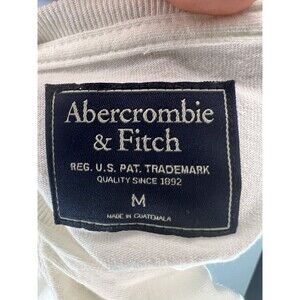 Abercrombie
& Fitch
REG. U.S. PAT. TRADEMARK
QUALITY SINCE 1892
M
MADE IN GUATEMALA